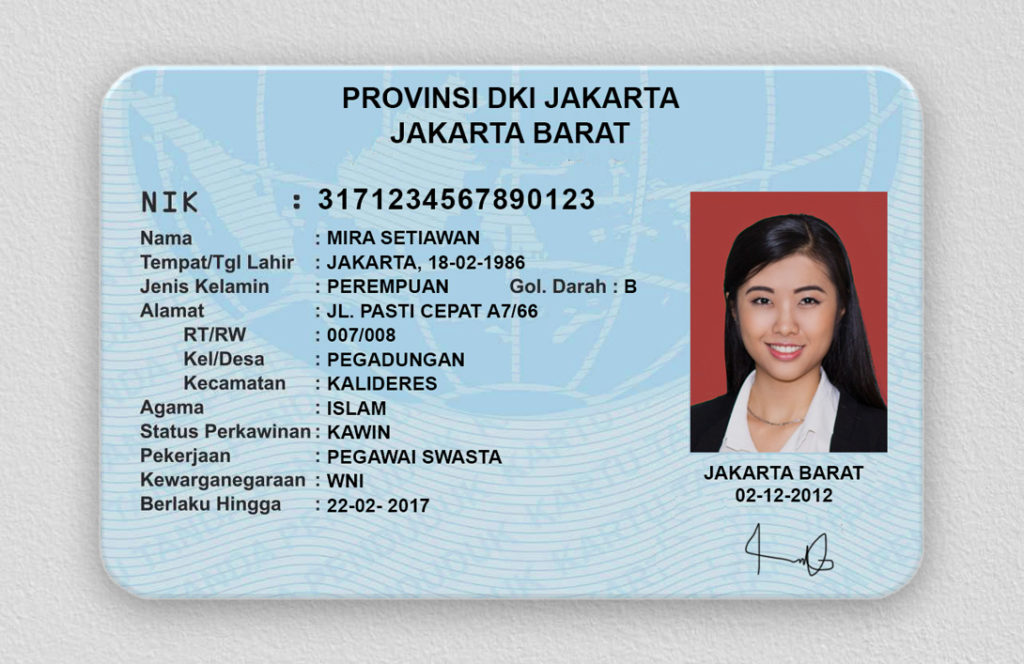 PROVINSI DKI JAKARTA
JAKARTA BARAT
NIK : 3171234567890123
Nama : MIRA SETIAWAN
Tempat/Tgl Lahir : JAKARTA, 18-02-1986
Jenis Kelamin : PEREMPUAN Gol. Darah : B
Alamat : JL. PASTI CEPAT A7/66
RT/RW : 007/008
Kel/Desa : PEGADUNGAN
Kecamatan : KALIDERES
Agama : ISLAM
Status Perkawinan : KAWIN
Pekerjaan : PEGAWAI SWASTA
Kewarganegaraan : WNI
Berlaku Hingga : 22-02- 2017
JAKARTA BARAT
02-12-2012